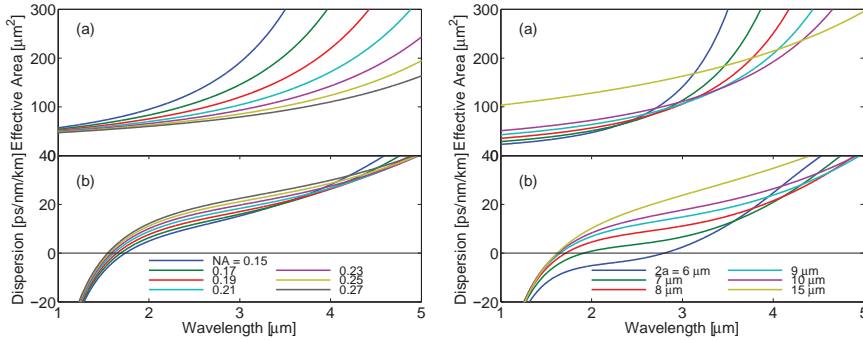 300
200
100
40
20
0
−20
Effective Area [µm²]
Dispersion [ps/nm/km]
(a)
(b)
NA = 0.15
0.17
0.19
0.21
0.23
0.25
0.27
1 2 3 4 5
Wavelength [µm]
300
200
100
40
20
0
−20
Effective Area [µm²]
Dispersion [ps/nm/km]
(a)
(b)
2a = 6 µm
7 µm
8 µm
9 µm
10 µm
15 µm
1 2 3 4 5
Wavelength [µm]